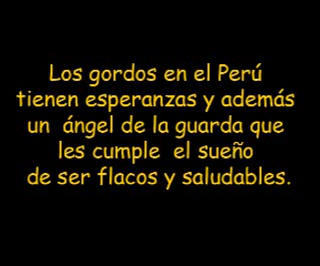 Los gordos en el Perú
tienen esperanzas y además
un ángel de la guarda que
les cumple el sueño
de ser flacos y saludables.